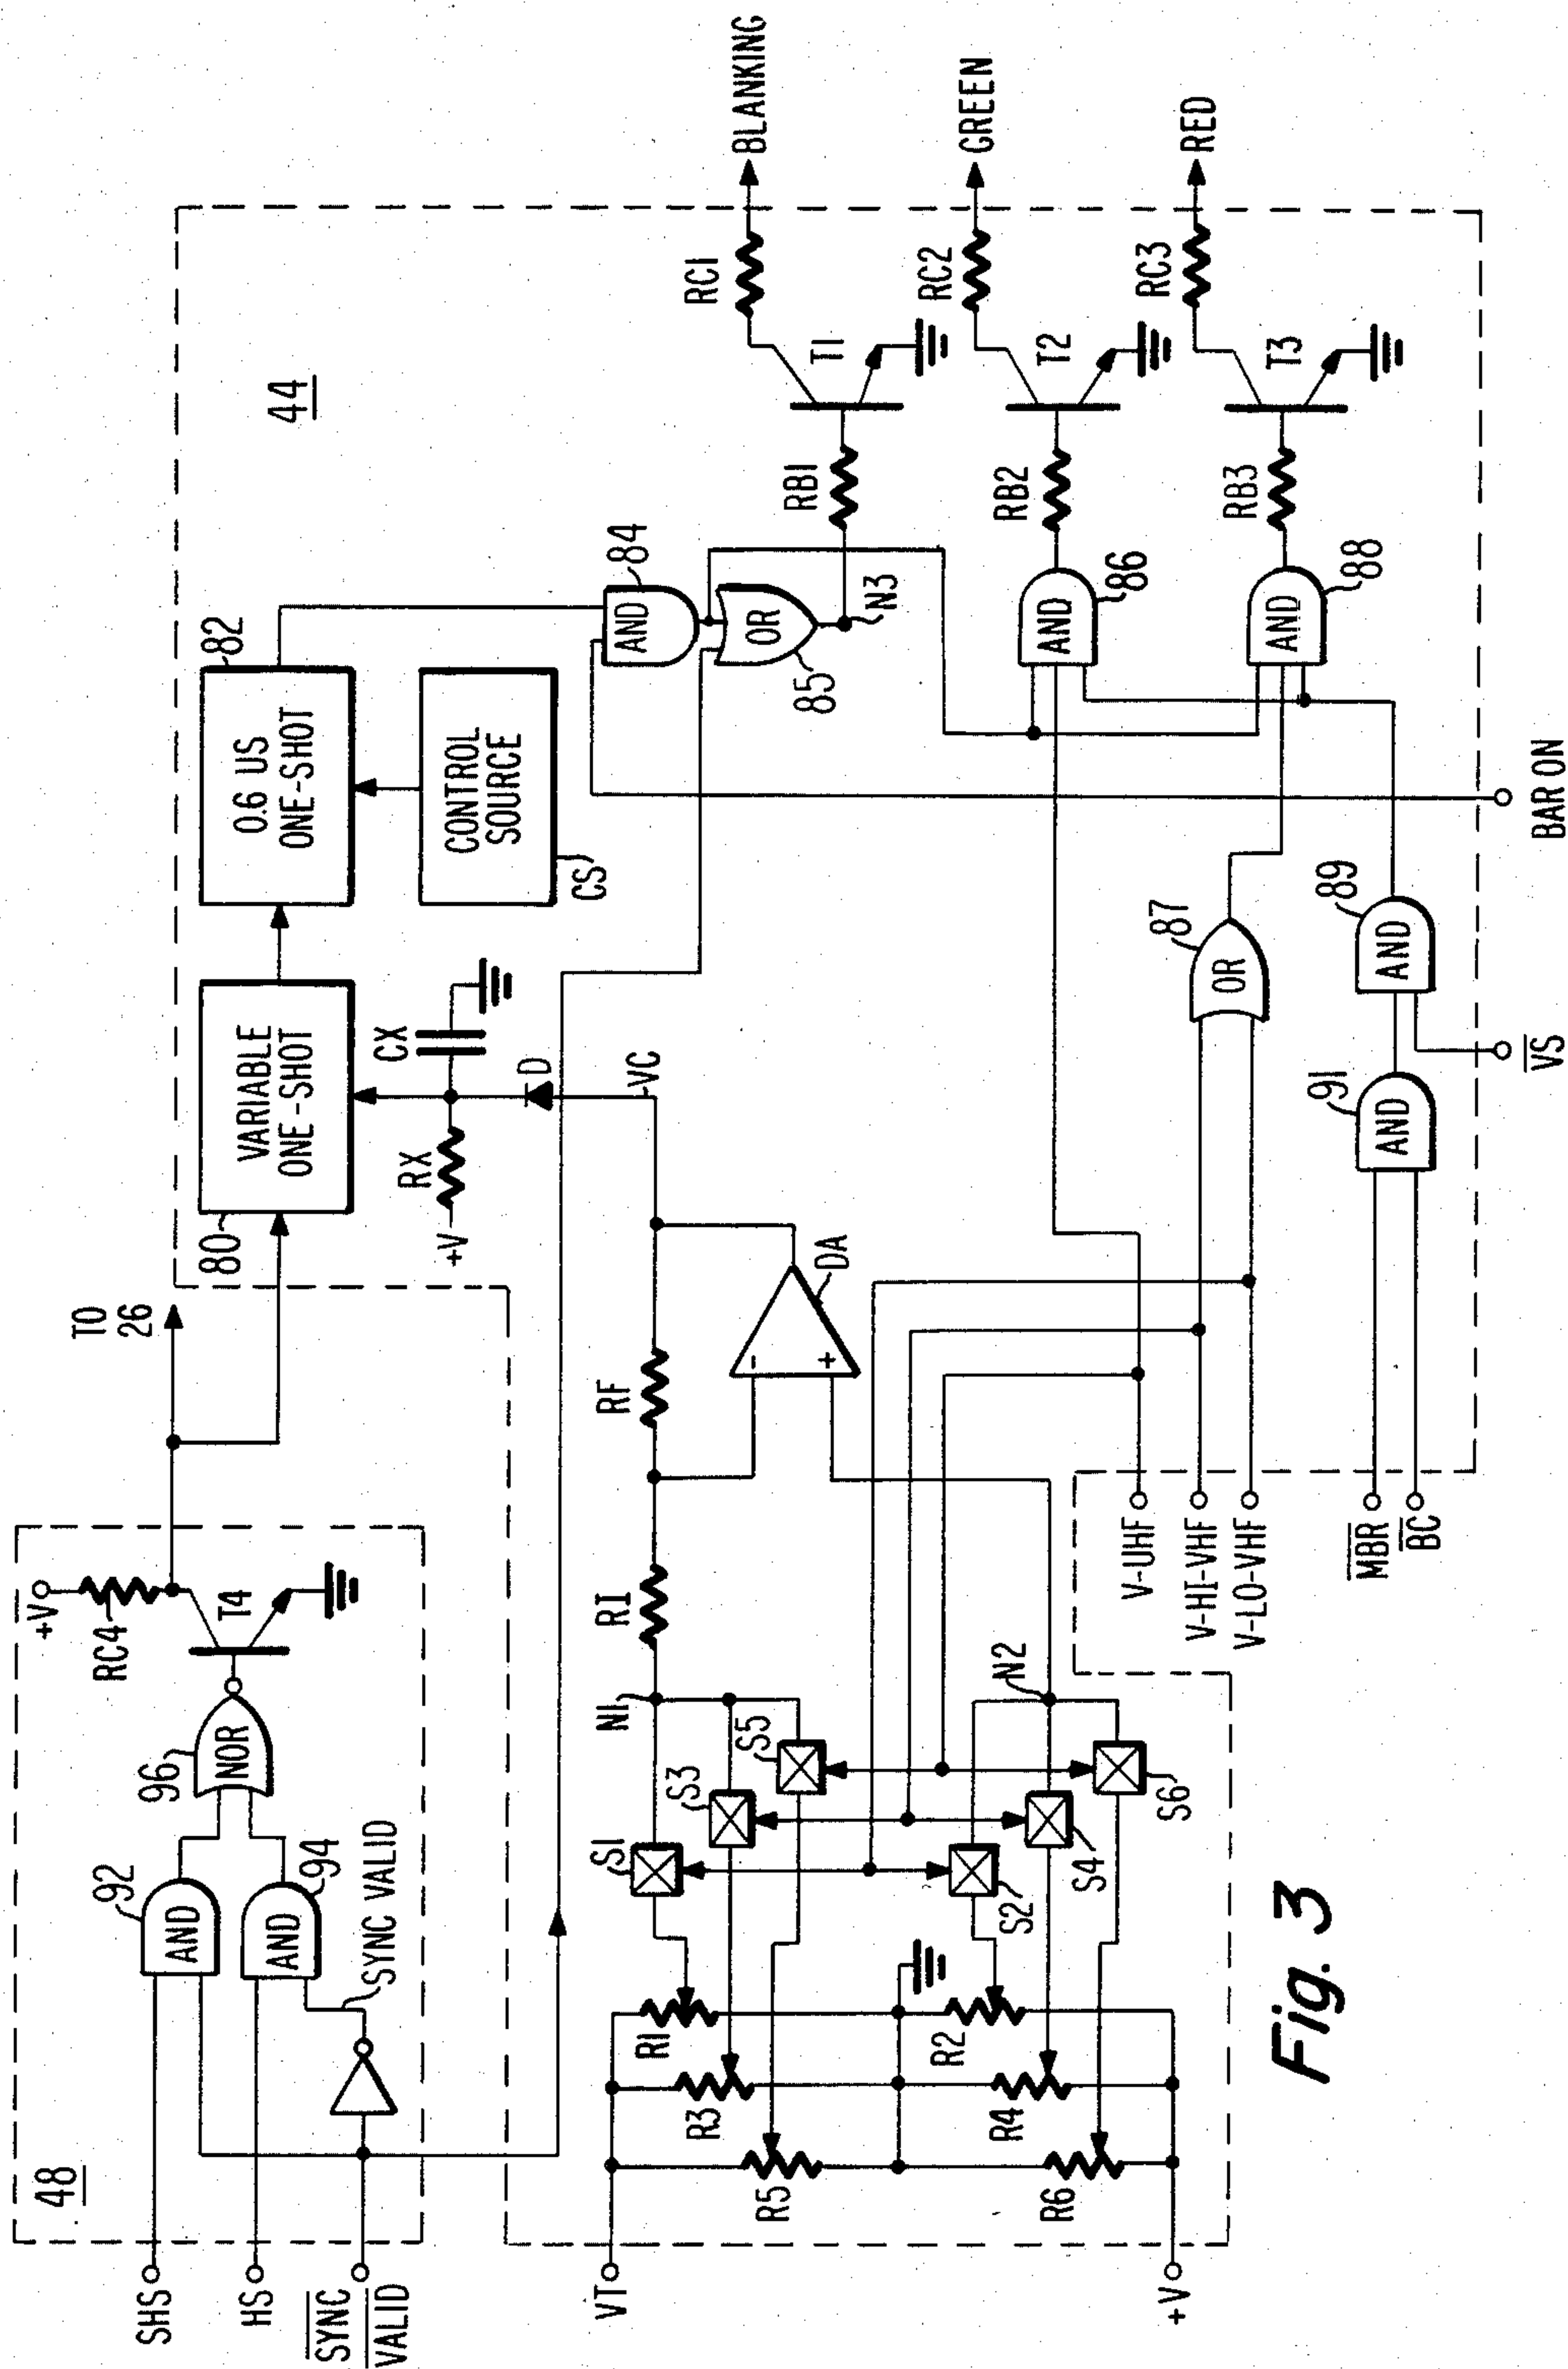 48
SHS
HS
SYNC
VALID
92
AND
94
AND
SYNC VALID
96
NOR
+V
RC4
T4
TO
26
44
80
VARIABLE
ONE-SHOT
82
0.6 US
ONE-SHOT
CONTROL
SOURCE
CS
RX
+V
CX
D
VC
84
AND
OR
85
N3
RB1
T1
RC1
BLANKING
VT
+V
R1
R2
R3
R4
R5
R6
S1
S2
S3
S4
S5
S6
N1
N2
RI
RF
-
+
DA
V-UHF
V-HI-VHF
V-LO-VHF
MBR
BC
87
OR
91
AND
89
AND
VS
BAR ON
AND
86
RB2
T2
RC2
GREEN
AND
88
RB3
T3
RC3
RED
Fig. 3